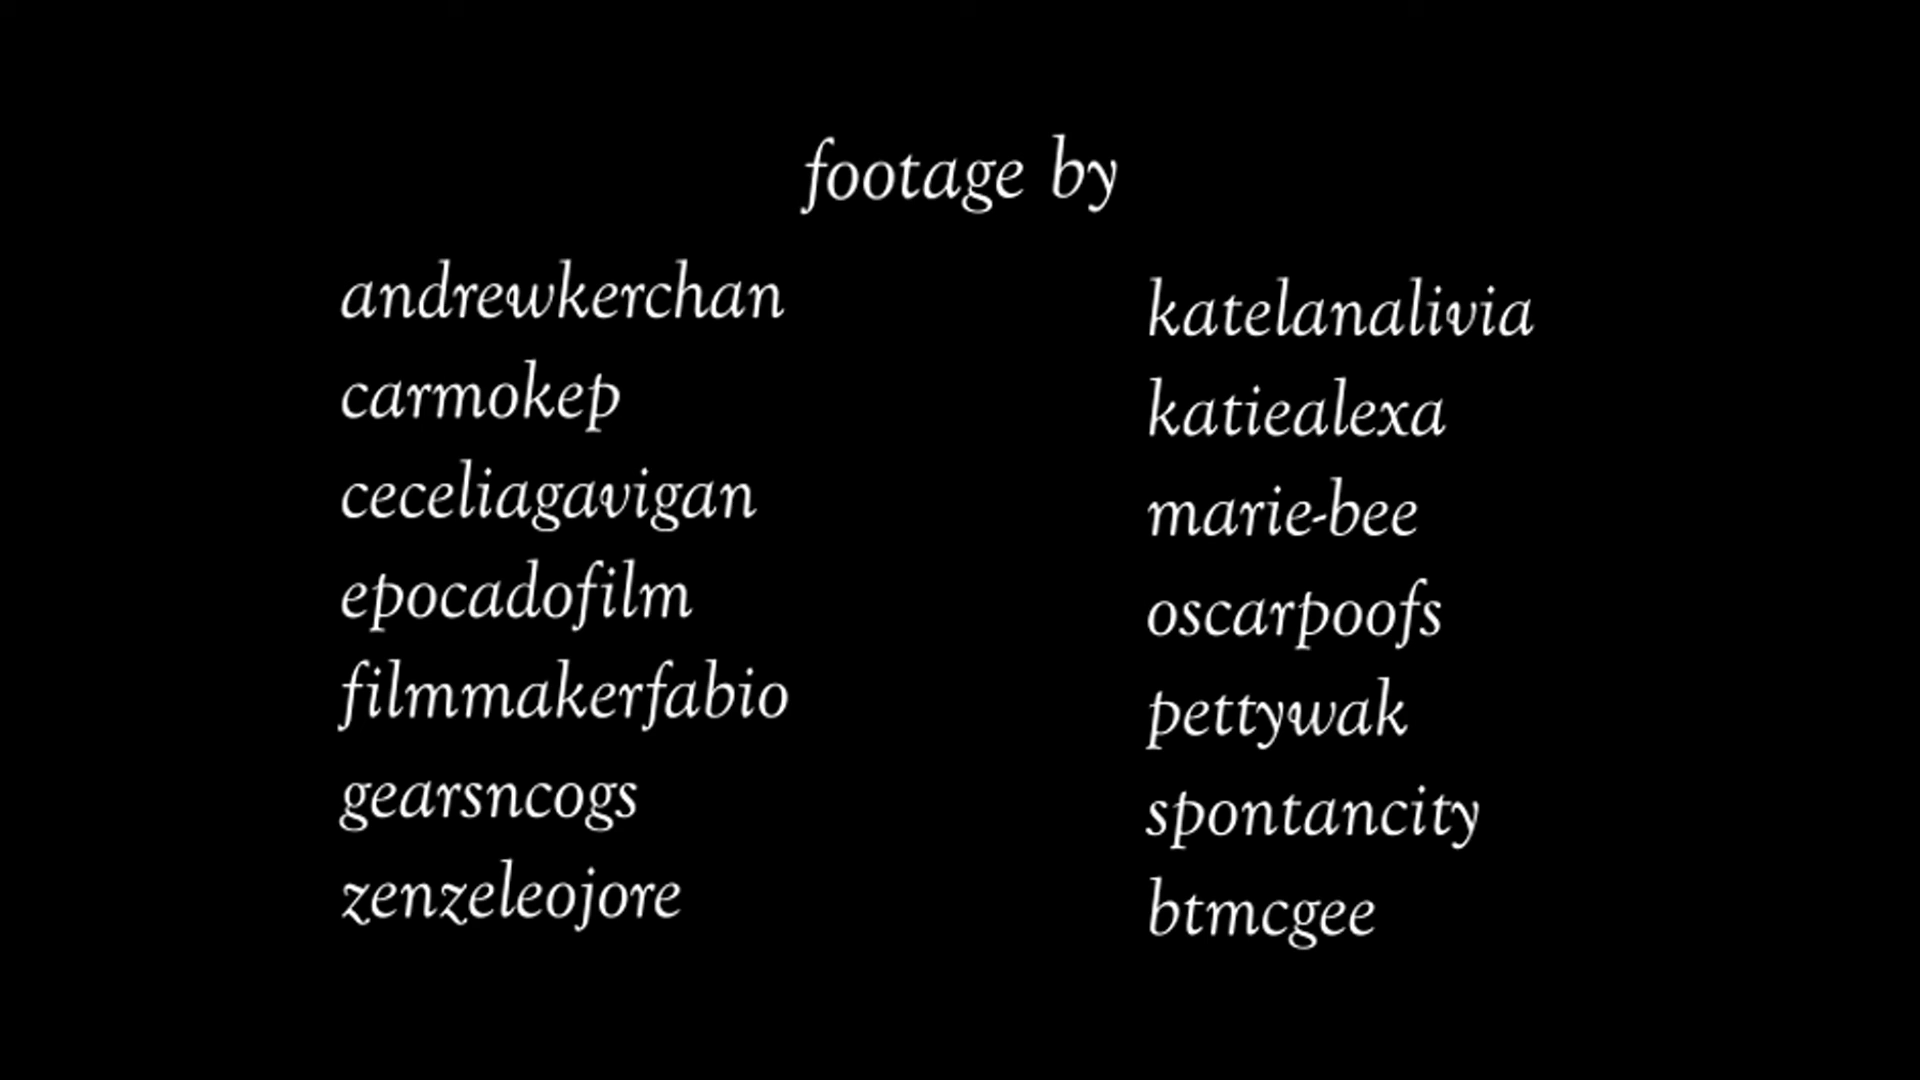 footage by
andrewkerchan
carmokep
ceceliagavigan
epocadofilm
filmmakerfabio
gearsncogs
zenzeleojore
katelanalivia
katiealexa
marie-bee
oscarpoofs
pettywak
spontancity
btmcgee